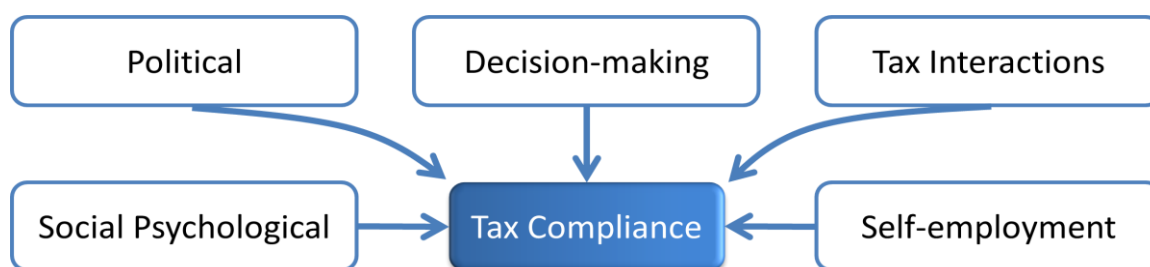 Political
Decision-making
Tax Interactions
Social Psychological
Tax Compliance
Self-employment